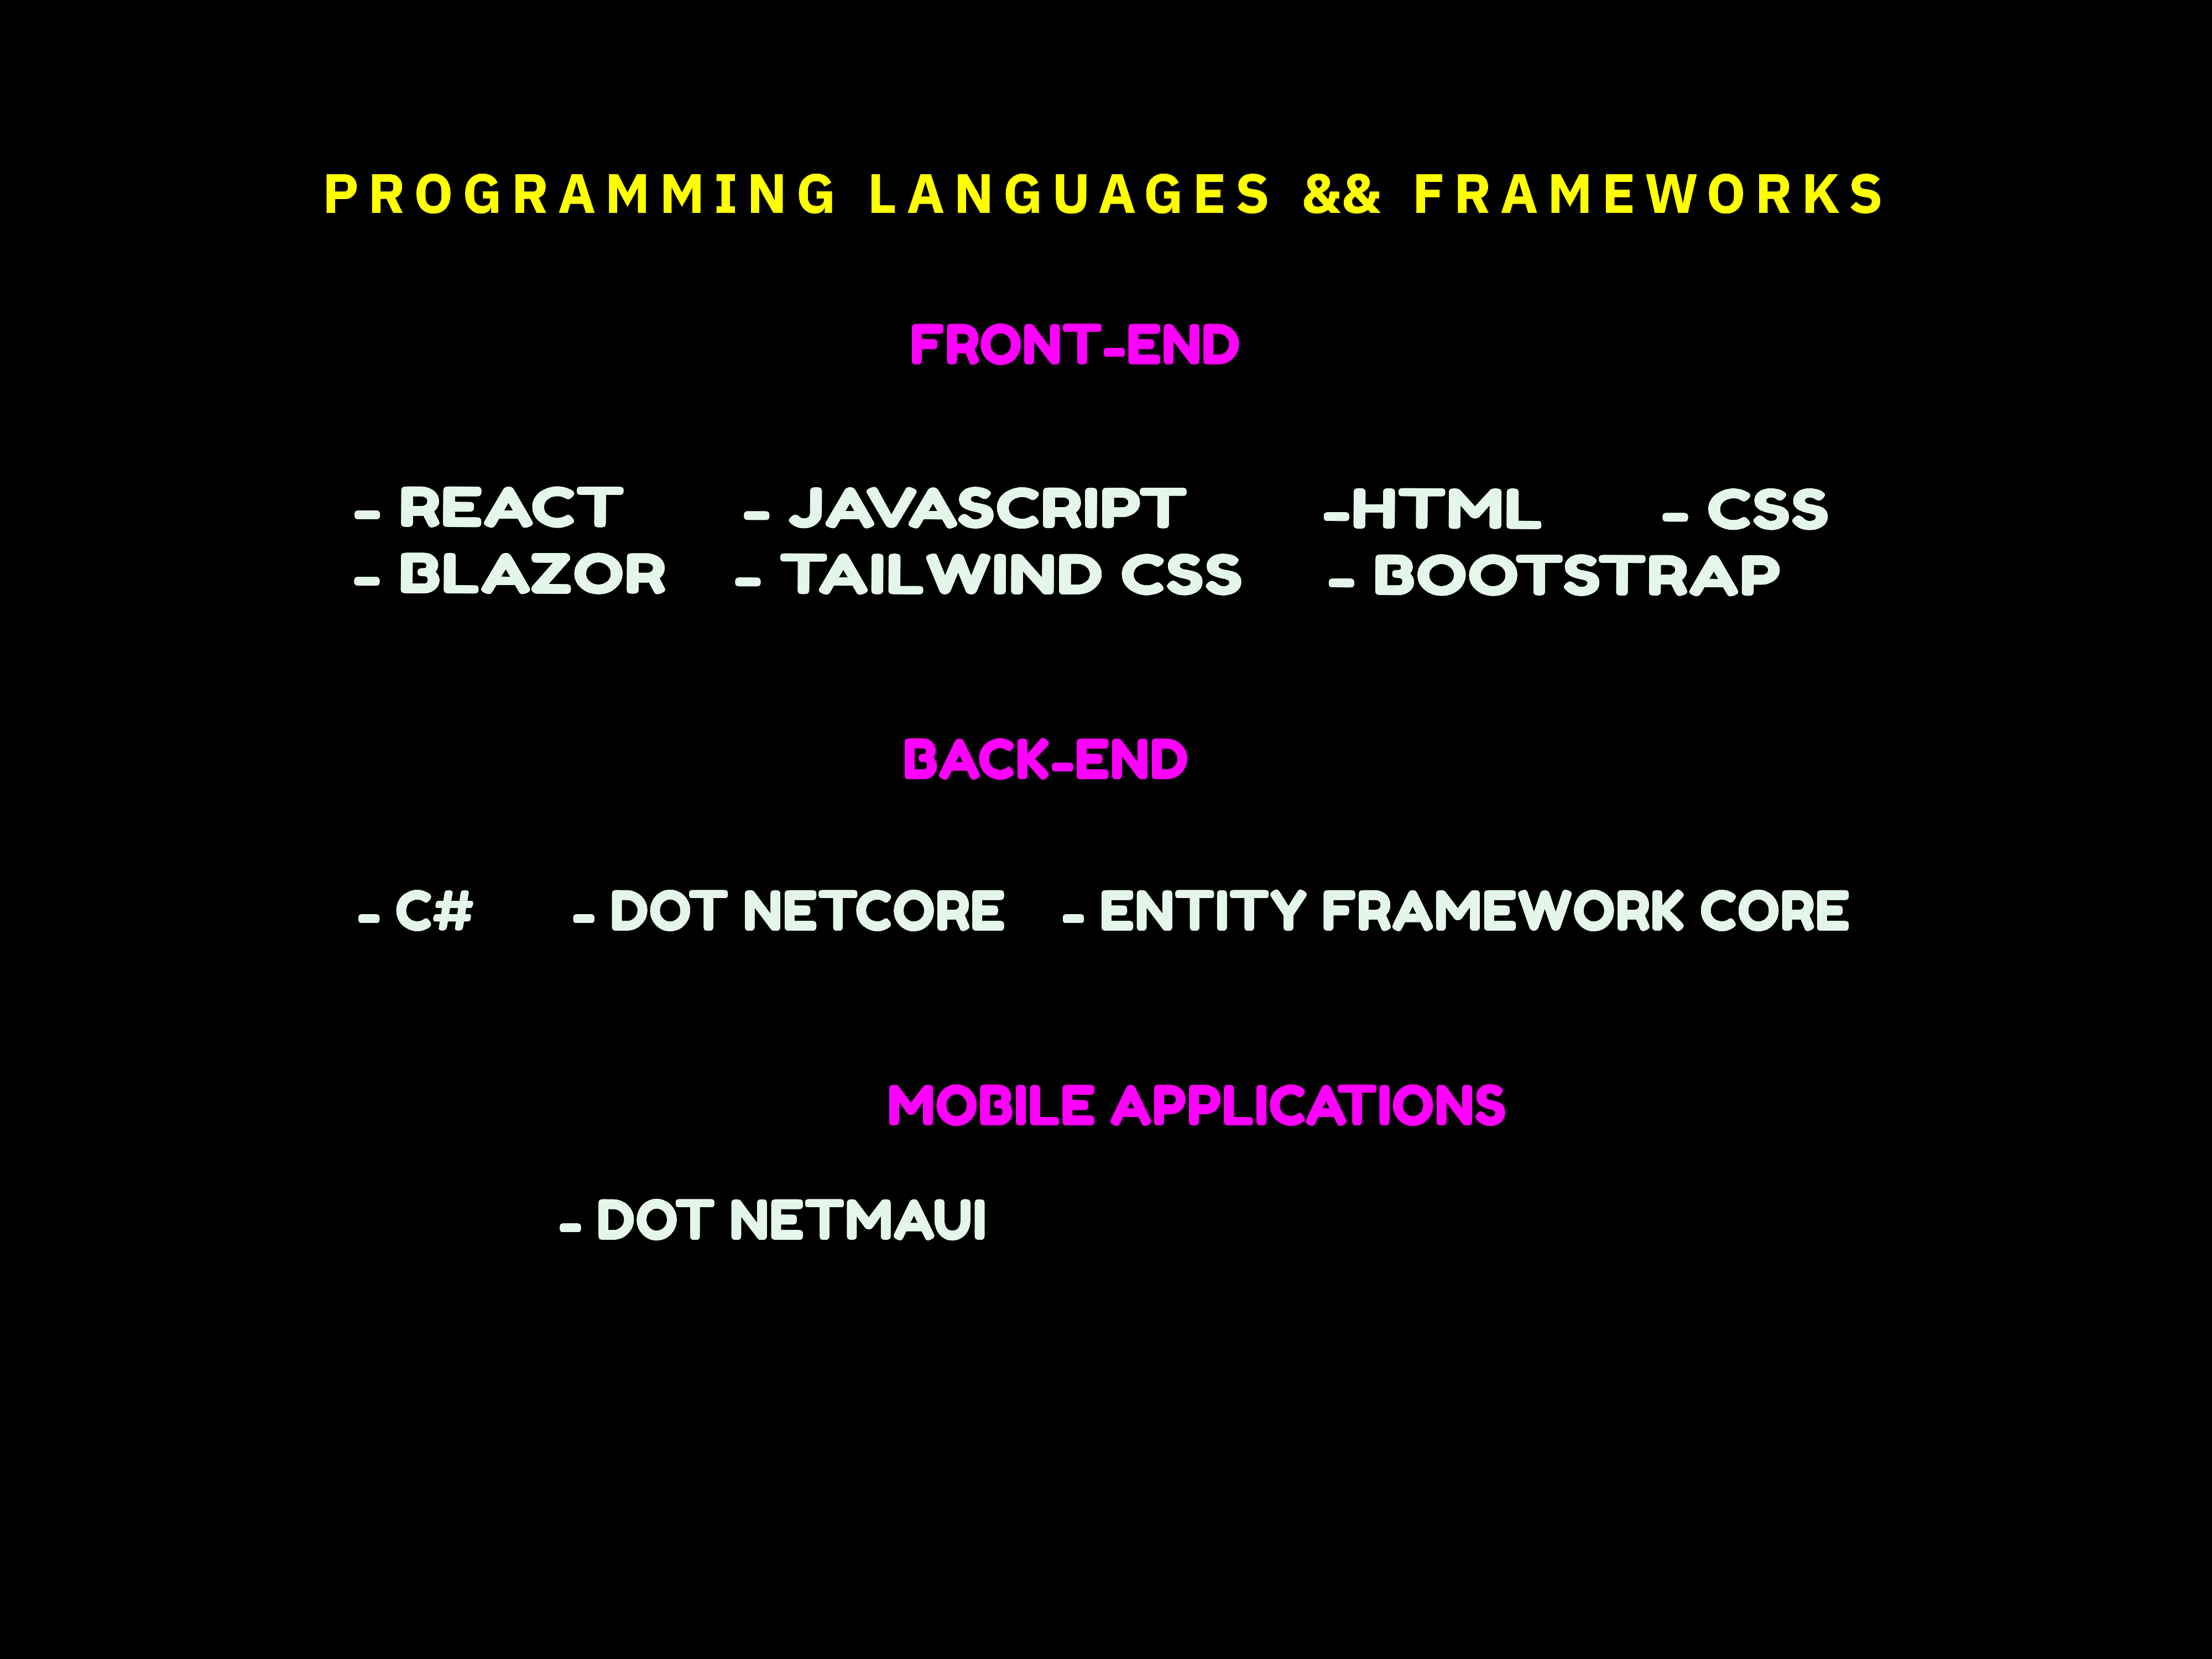 PROGRAMMING LANGUAGES && FRAMEWORKS
FRONT-END
- REACT - JAVASCRIPT -HTML - CSS
- BLAZOR - TAILWIND CSS - BOOTSTRAP
BACK-END
- C# - DOT NETCORE - ENTITY FRAMEWORK CORE
MOBILE APPLICATIONS
- DOT NETMAUI